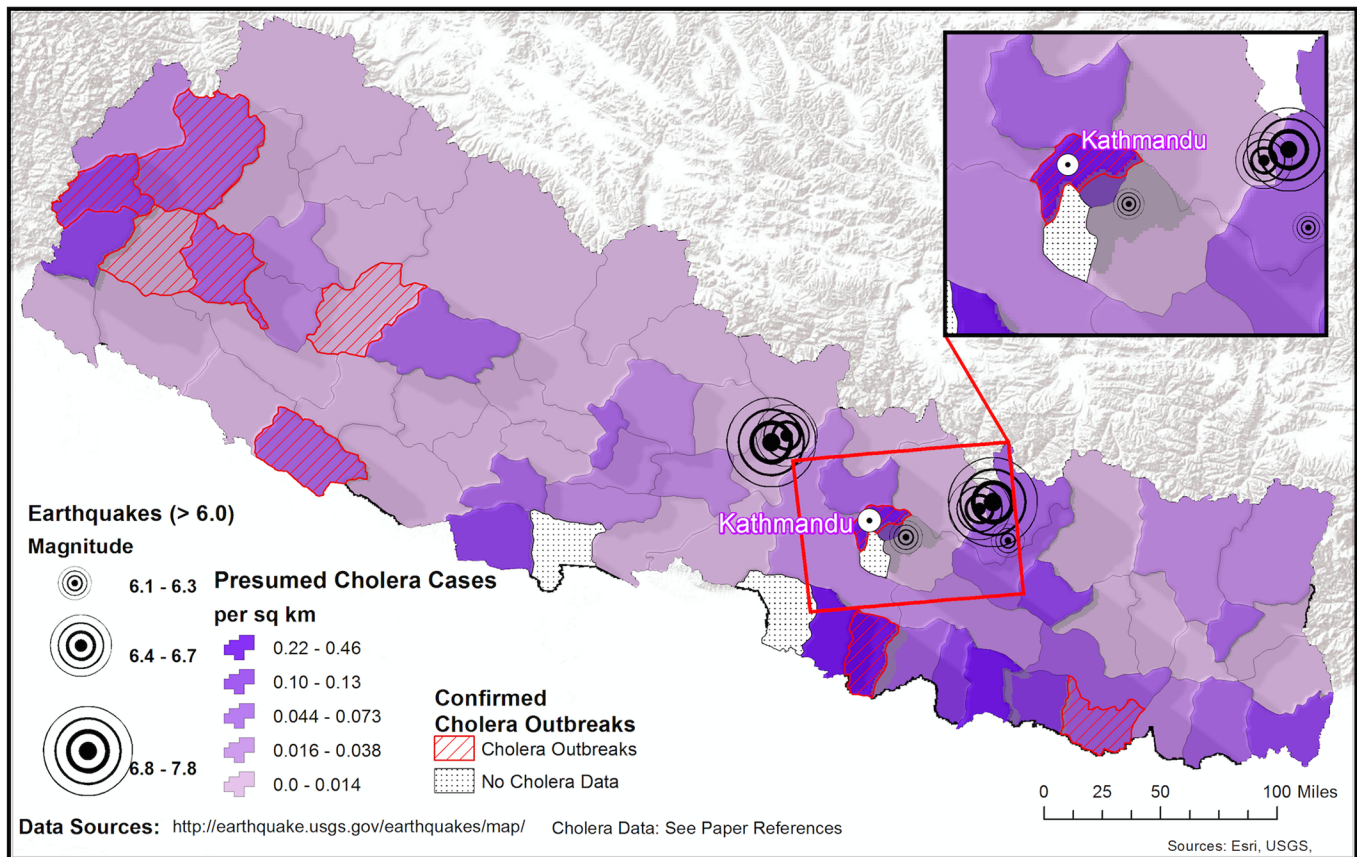 Kathmandu
Kathmandu
Earthquakes (> 6.0)
Magnitude
6.1 - 6.3
6.4 - 6.7
6.8 - 7.8
Presumed Cholera Cases
per sq km
0.22 - 0.46
0.10 - 0.13
0.044 - 0.073
0.016 - 0.038
0.0 - 0.014
Confirmed
Cholera Outbreaks
Cholera Outbreaks
No Cholera Data
0 25 50 100 Miles
Data Sources: http://earthquake.usgs.gov/earthquakes/map/ Cholera Data: See Paper References
Sources: Esri, USGS,